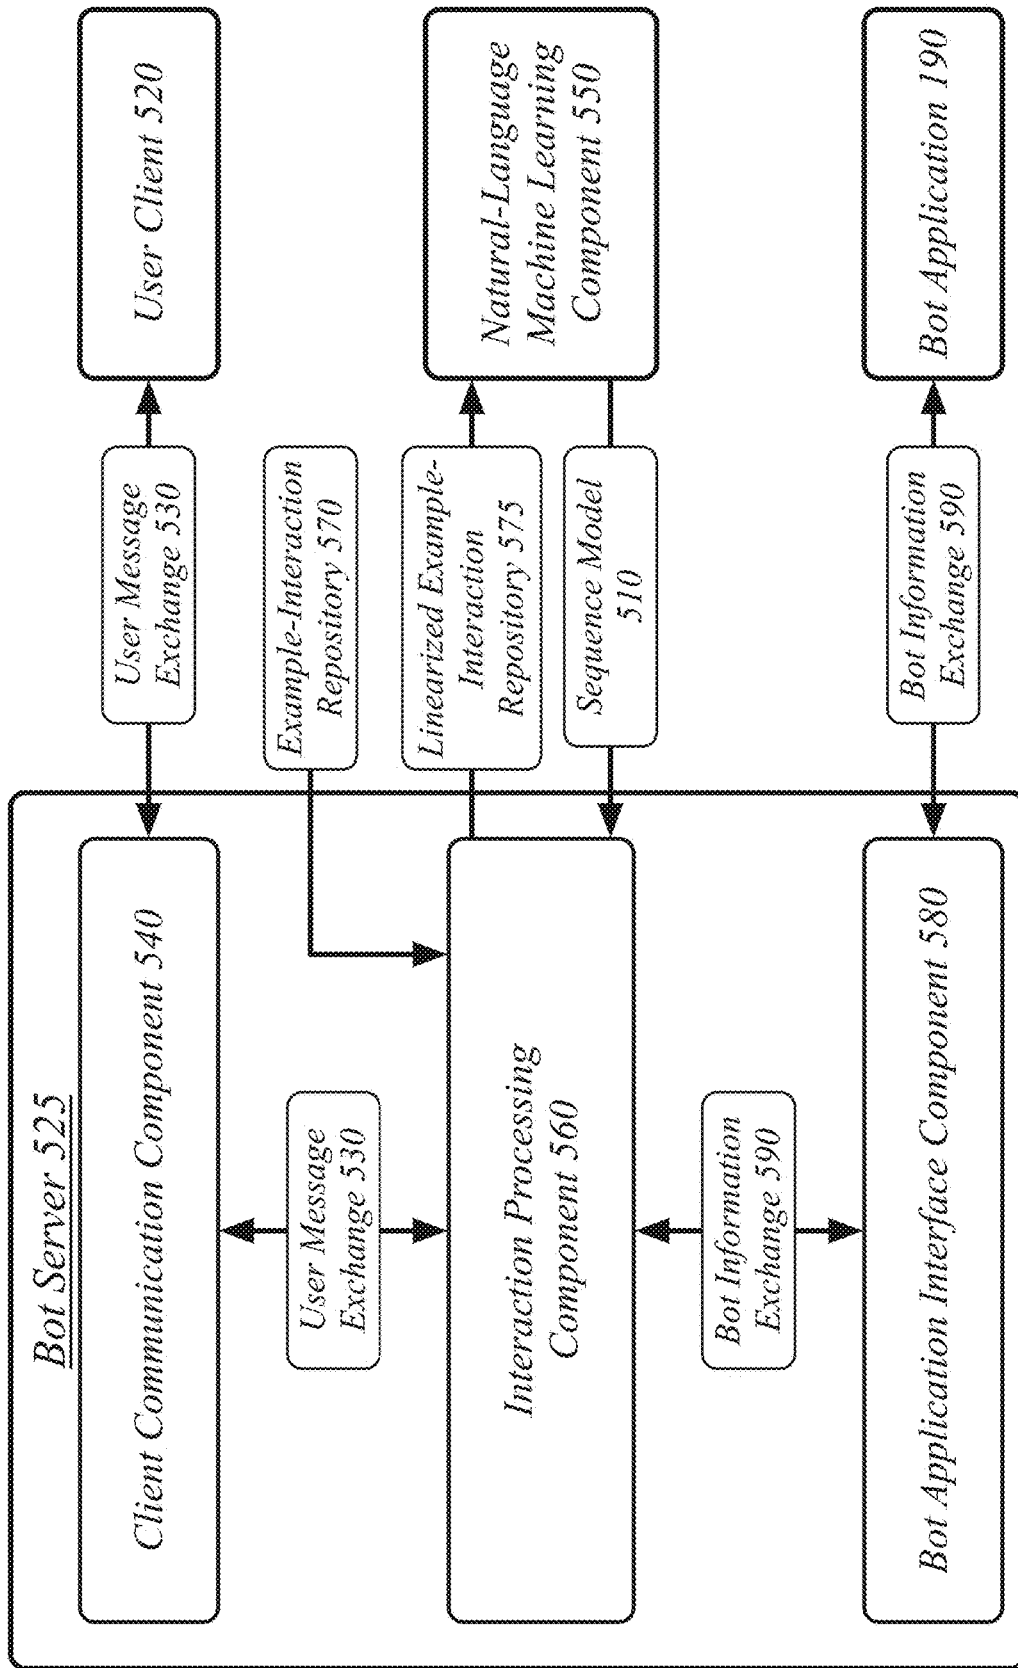 Bot Server 525
Client Communication Component 540
User Message
Exchange 530
User Client 520
User Message
Exchange 530
Example-Interaction
Repository 570
Interaction Processing
Component 560
Linearized Example-
Interaction
Repository 575
Sequence Model
510
Natural-Language
Machine Learning
Component 550
Bot Information
Exchange 590
Bot Application Interface Component 580
Bot Information
Exchange 590
Bot Application 190